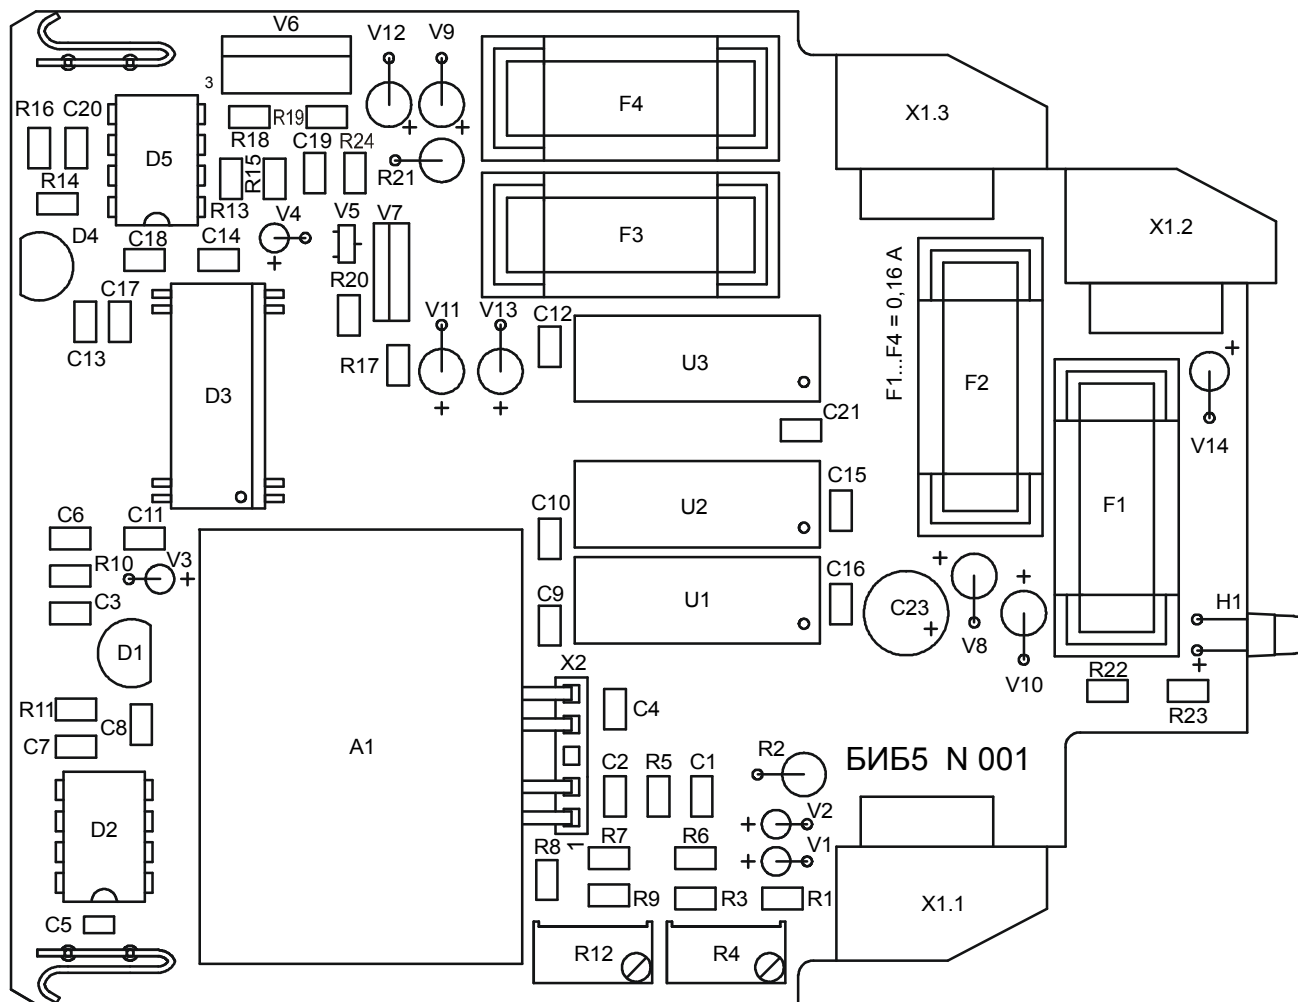 V6
V12
V9
3
R16
C20
R18
R19
F4
X1.3
D5
C19
R24
R14
R15
R21
R13
V4
V5
V7
X1.2
D4
C18
C14
F3
R20
F1...F4 = 0,16 A
C17
V11
V13
C12
C13
R17
U3
F2
D3
C21
V14
C15
C6
C11
C10
U2
F1
R10
V3
C16
C3
C9
U1
C23
H1
D1
X2
V8
R22
V10
R11
C8
C4
R23
C7
A1
R2
БИБ5 N 001
C2
R5
C1
D2
V2
R8
1
R7
R6
V1
R9
R3
R1
X1.1
C5
R12
R4